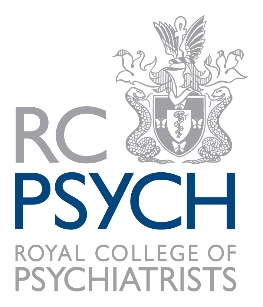 RC
PSYCH
ROYAL COLLEGE OF
PSYCHIATRISTS